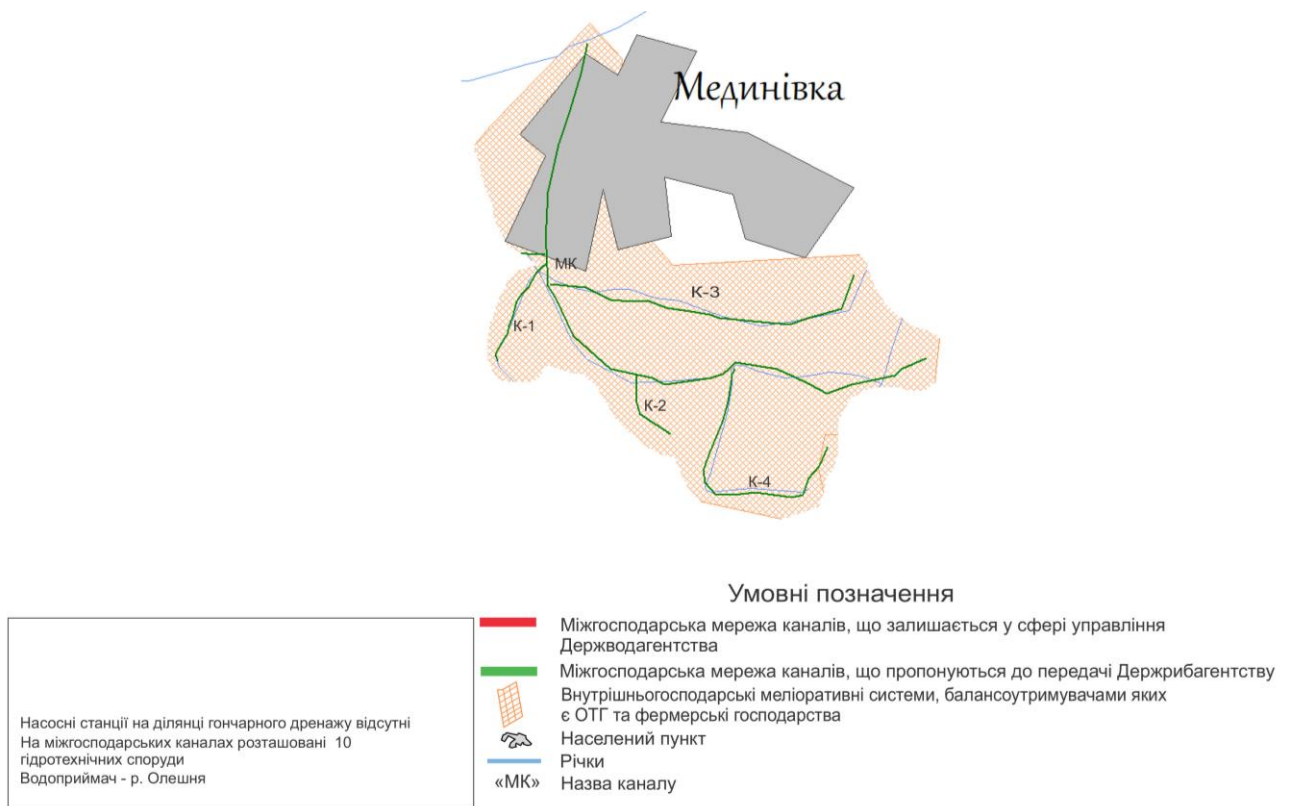 Мединівка
МК
К-3
К-1
К-2
К-4
Умовні позначення
Міжгосподарська мережа каналів, що залишається у сфері управління
Держводагентства
Міжгосподарська мережа каналів, що пропонуються до передачі Держрибагентству
Внутрішньогосподарські меліоративні системи, балансоутримувачами яких
є ОТГ та фермерські господарства
Населений пункт
Річки
«МК» Назва каналу
Насосні станції на ділянці гончарного дренажу відсутні
На міжгосподарських каналах розташовані 10
гідротехнічних споруди
Водоприймач - р. Олешня